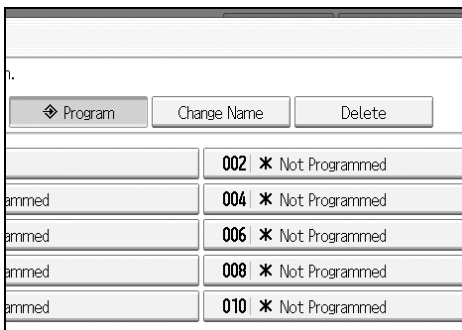 n.
Program Change Name Delete
002 Not Programmed
ammed 004 Not Programmed
ammed 006 Not Programmed
ammed 008 Not Programmed
ammed 010 Not Programmed